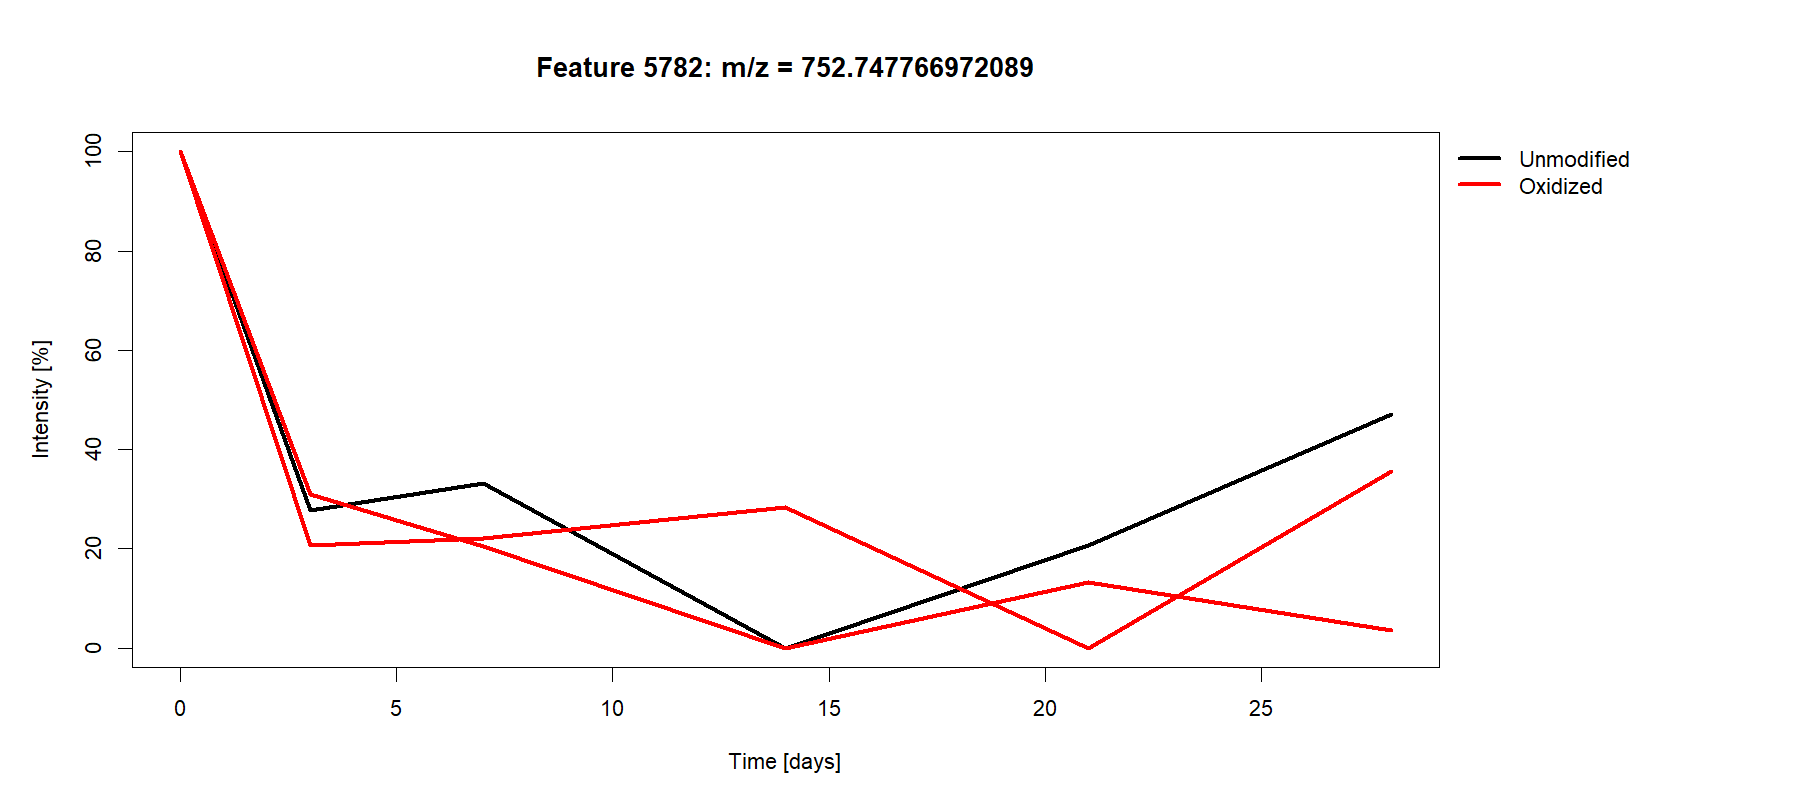 Feature 5782: m/z = 752.747766972089
Unmodified
Oxidized
Intensity [%]
100
80
60
40
20
0
0 5 10 15 20 25
Time [days]